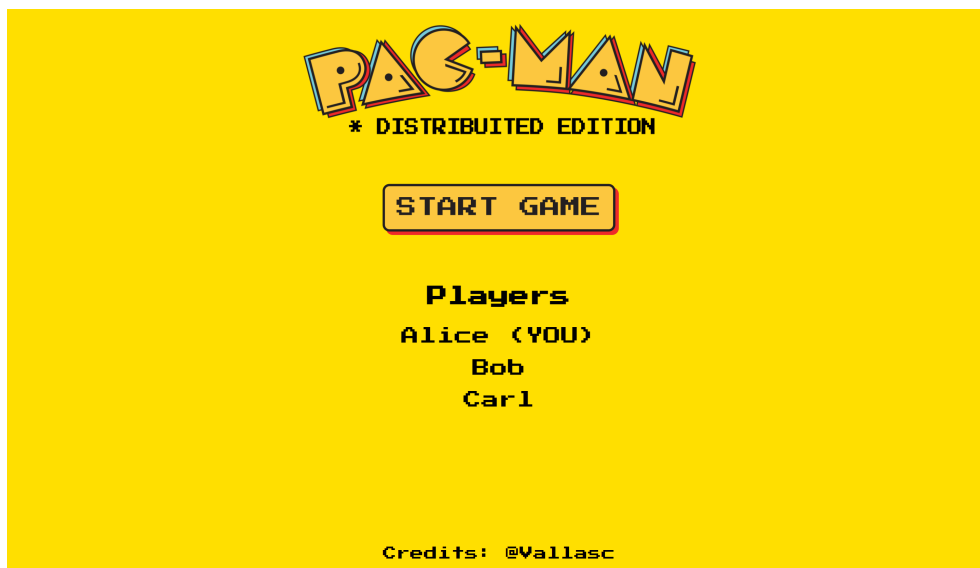 PAC-MAN
* DISTRIBUITED EDITION
START GAME
Players
Alice (YOU)
Bob
Carl
Credits: @Vallasc